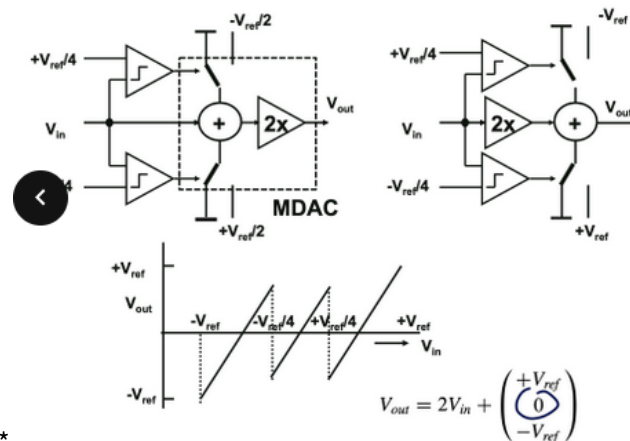 -Vref/2
+Vref/4
Vin
2x
Vout
/4
MDAC
+Vref/2
-Vref
+Vref/4
Vin
2x
Vout
-Vref/4
+Vref
+Vref
Vout
-Vref
-Vref/4
+Vref/4
+Vref
Vin
-Vref
Vout = 2Vin + ( +Vref
0
-Vref )
*